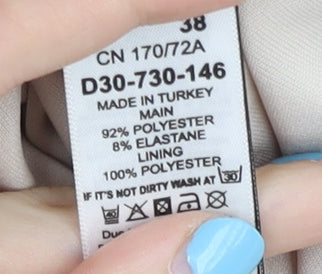 38
CN 170/72A
D30-730-146
MADE IN TURKEY
MAIN
92% POLYESTER
8% ELASTANE
LINING
100% POLYESTER
IF IT'S NOT DIRTY WASH AT 30
40